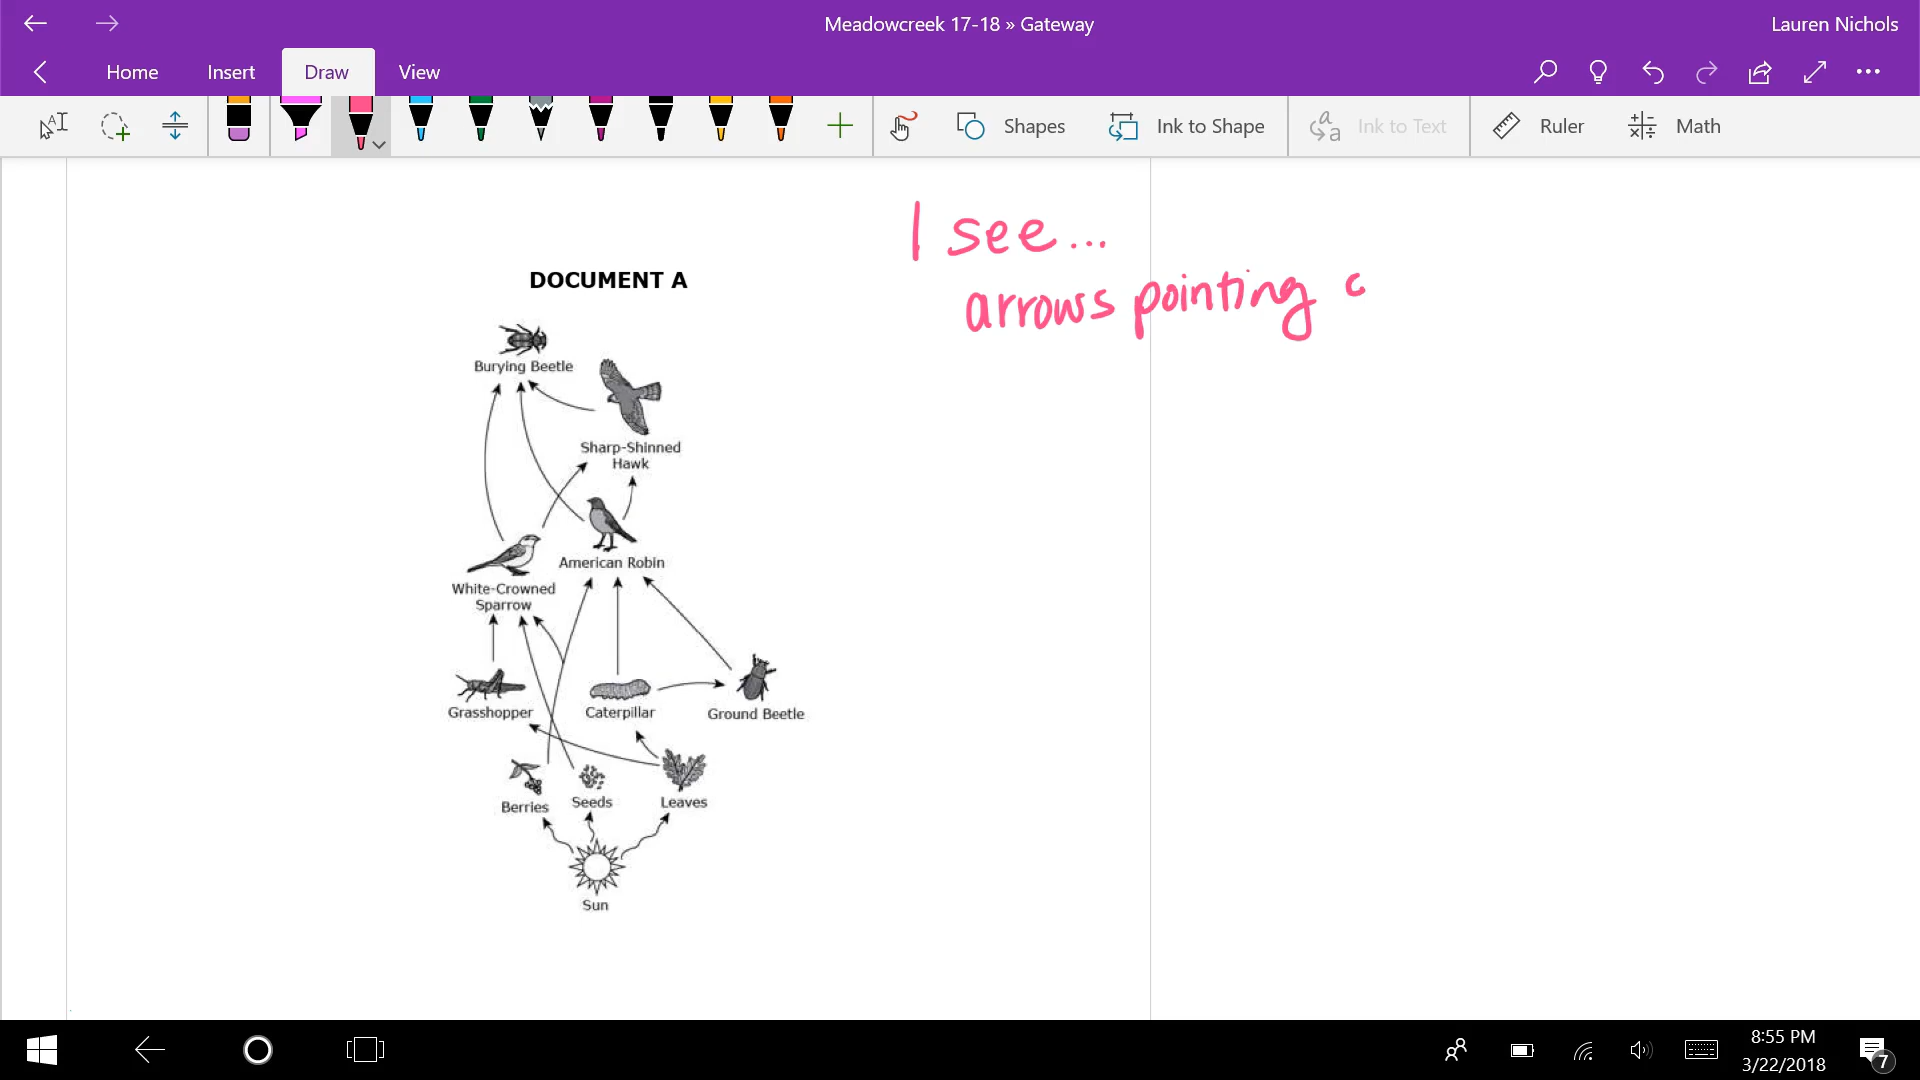 Meadowcreek 17-18 » Gateway
Lauren Nichols
Home Insert Draw View
Shapes Ink to Shape Ink to Text Ruler Math
I see...
arrows pointing c
DOCUMENT A
Burying Beetle
Sharp-Shinned
Hawk
American Robin
White-Crowned
Sparrow
Grasshopper
Caterpillar
Ground Beetle
Berries
Seeds
Leaves
Sun
8:55 PM
3/22/2018
7